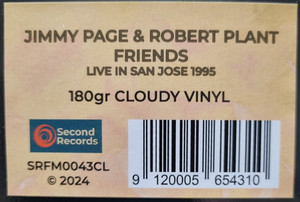 JIMMY PAGE & ROBERT PLANT
FRIENDS
LIVE IN SAN JOSE 1995
180gr CLOUDY VINYL
Second
Records
SRFM0043CL
© 2024
9 120005 654310